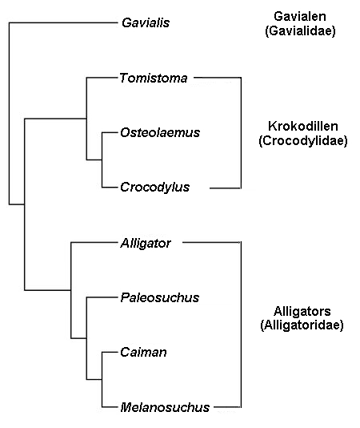 Gavialis
Gavialen
(Gavialidae)
Tomistoma
Osteolaemus
Krokodillen
(Crocodylidae)
Crocodylus
Alligator
Paleosuchus
Alligators
(Alligatoridae)
Caiman
Melanosuchus